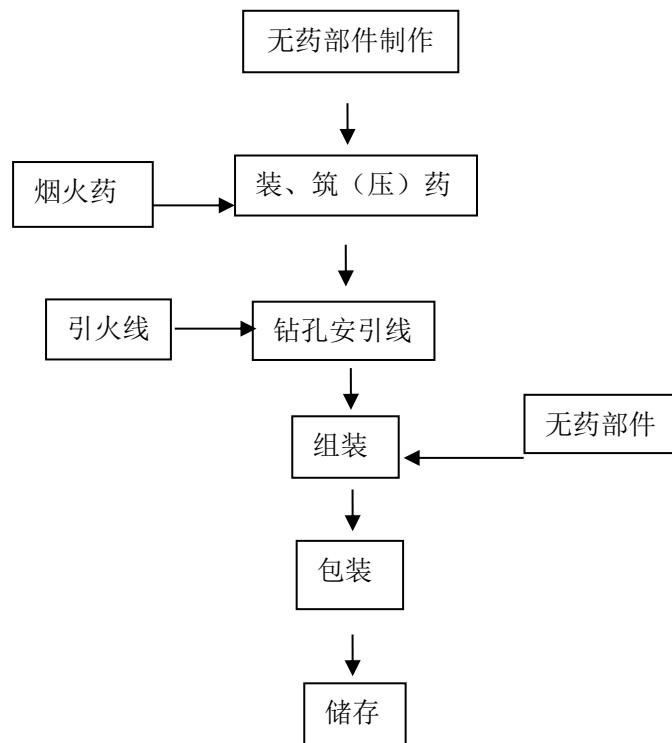 无药部件制作
烟火药
装、筑（压）药
引火线
钻孔安引线
无药部件
组装
包装
储存